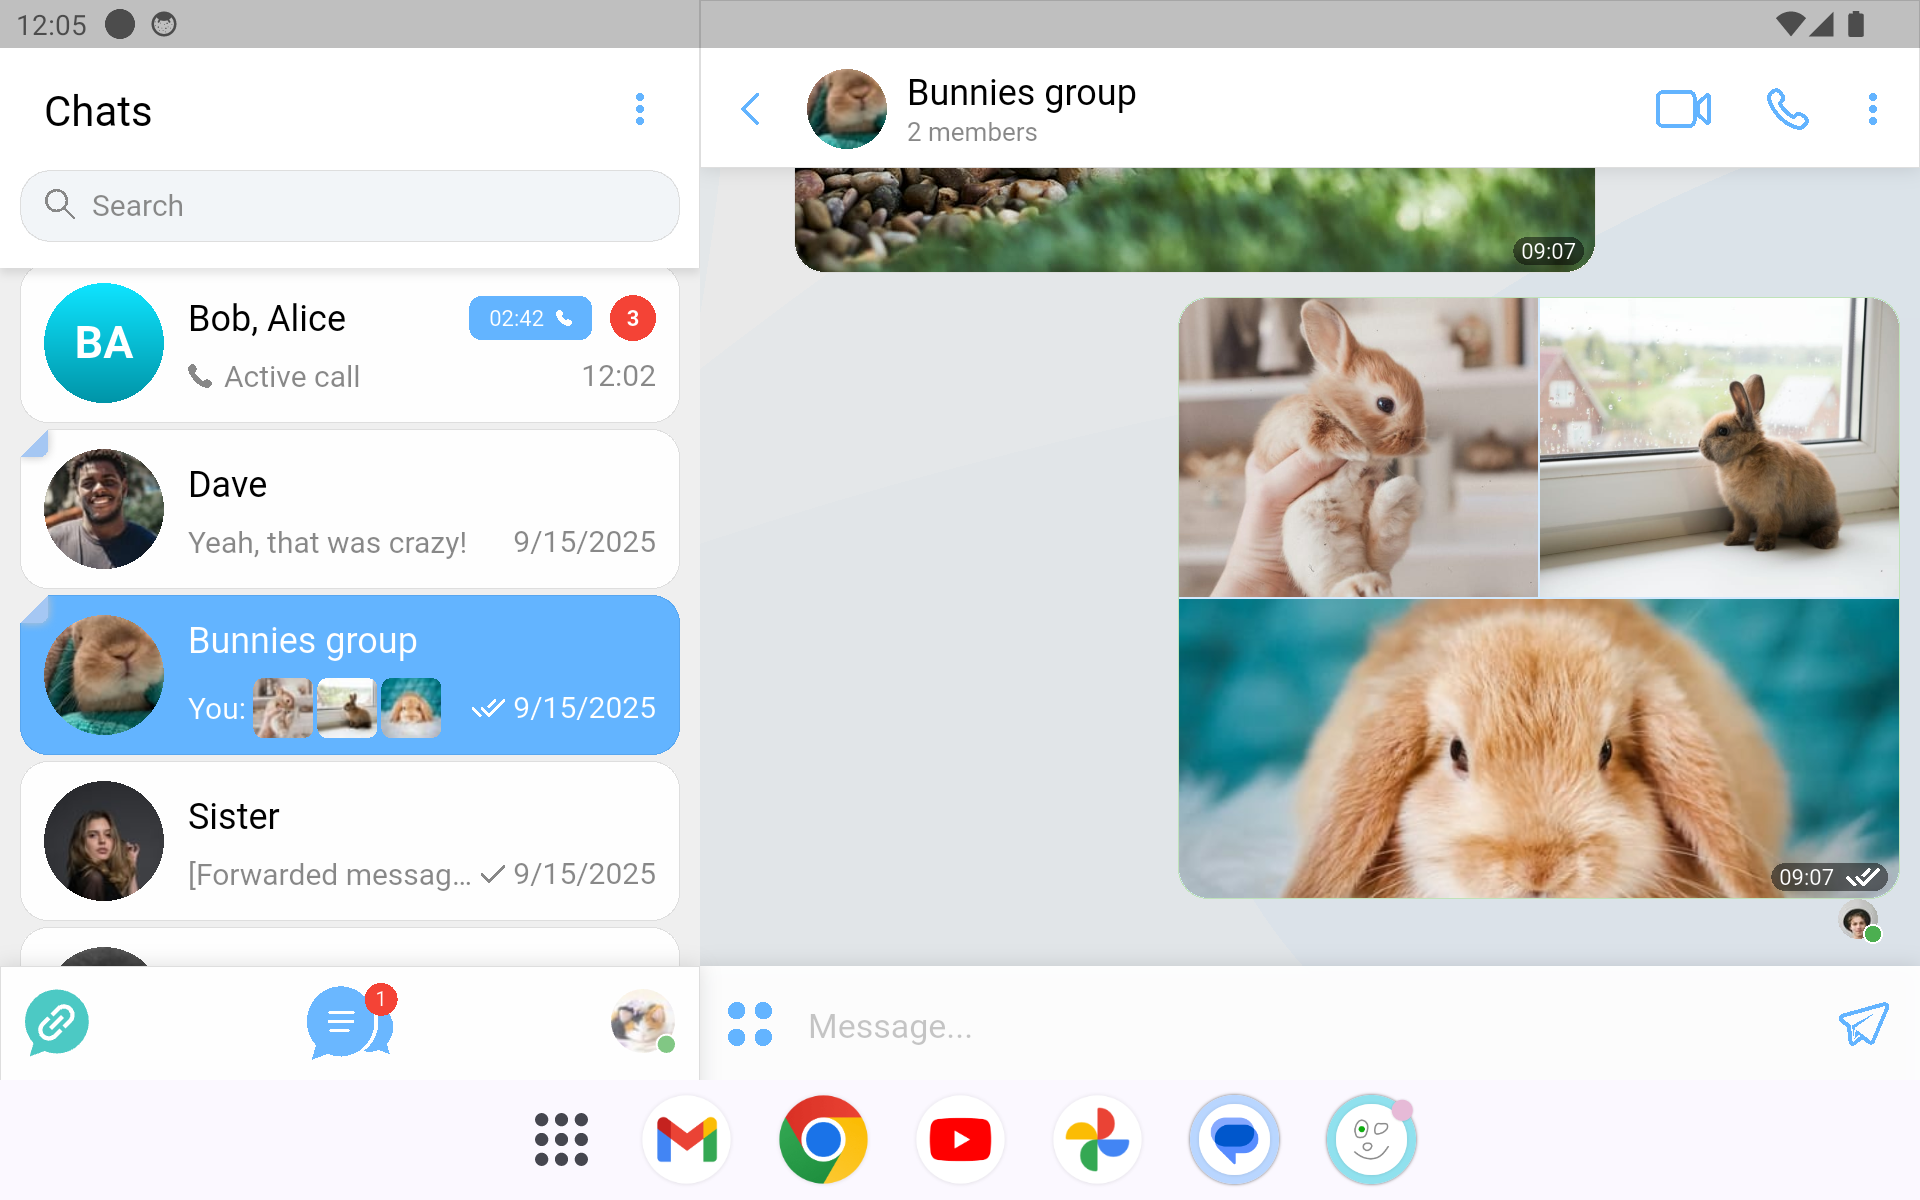 12:05
Chats
Search
BA
Bob, Alice
02:42
3
Active call
12:02
Dave
Yeah, that was crazy!
9/15/2025
Bunnies group
You:
9/15/2025
Sister
[Forwarded messag...
9/15/2025
1
Bunnies group
2 members
09:07
09:07
Message...